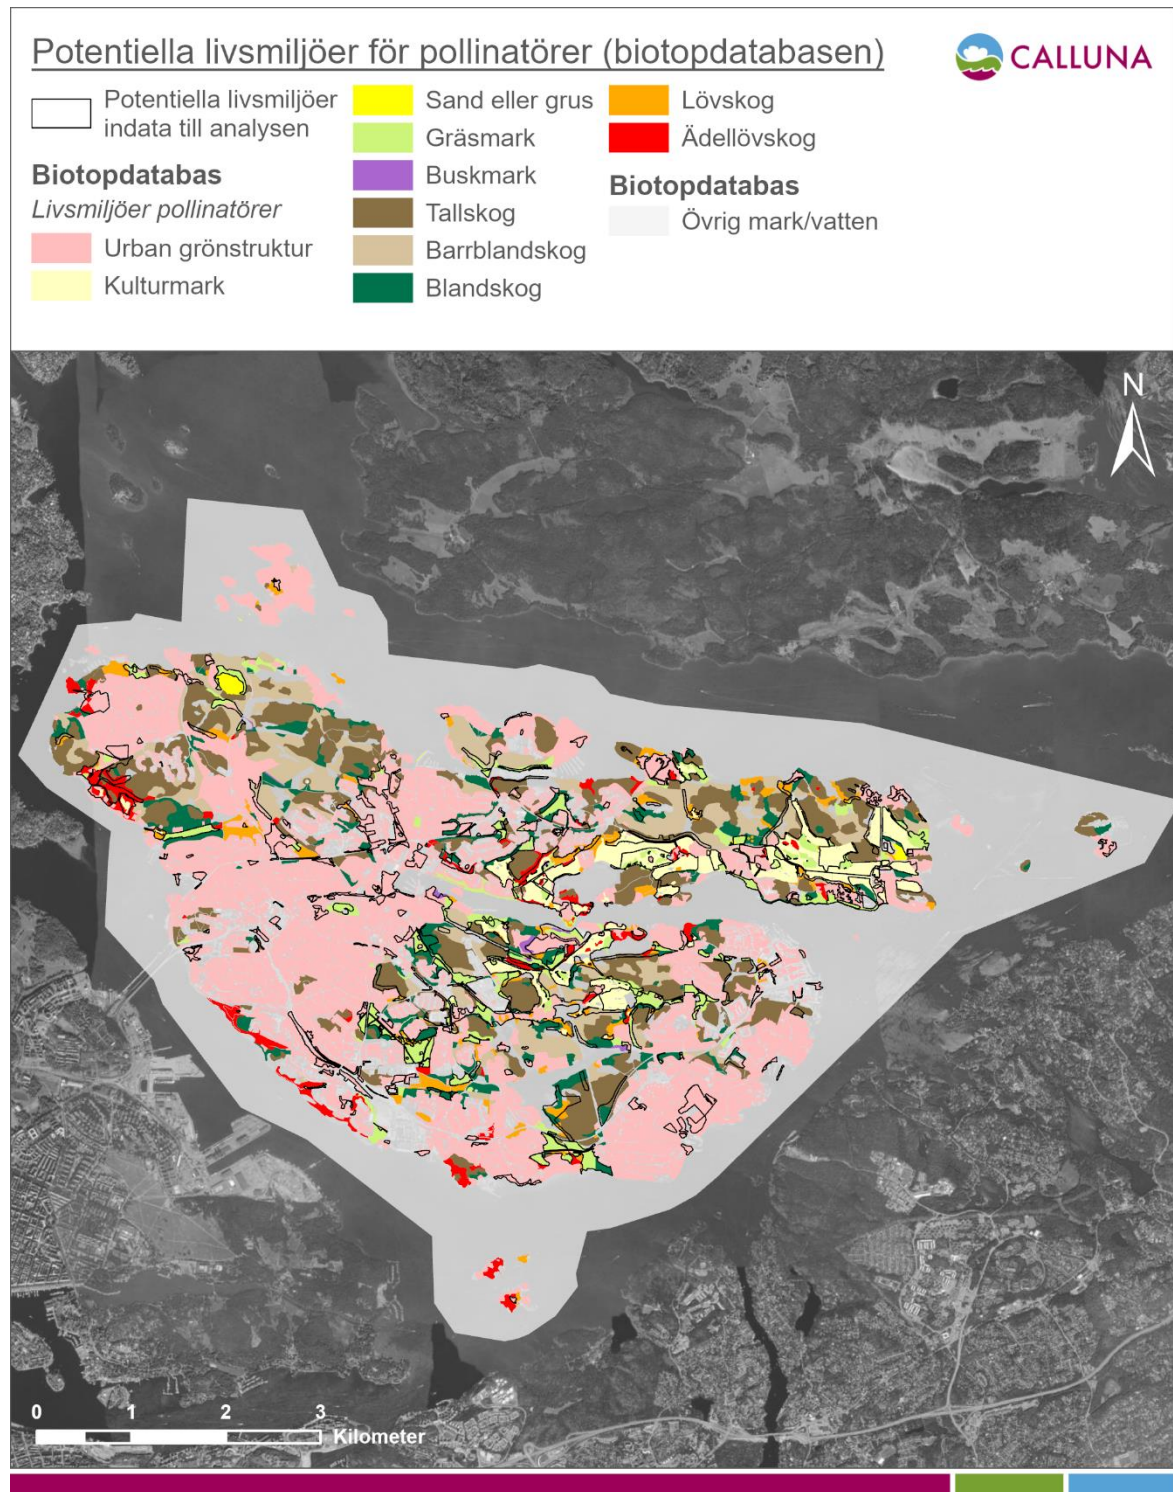 Potentiella livsmiljöer för pollinatörer (biotopdatabasen)
CALLUNA
Potentiella livsmiljöer
indata till analysen
Biotopdatabas
Livsmiljöer pollinatörer
Urban grönstruktur
Kulturmark
Sand eller grus
Gräsmark
Buskmark
Tallskog
Barrblandskog
Blandskog
Lövskog
Ädellövskog
Biotopdatabas
Övrig mark/vatten
N
0 1 2 3
Kilometer